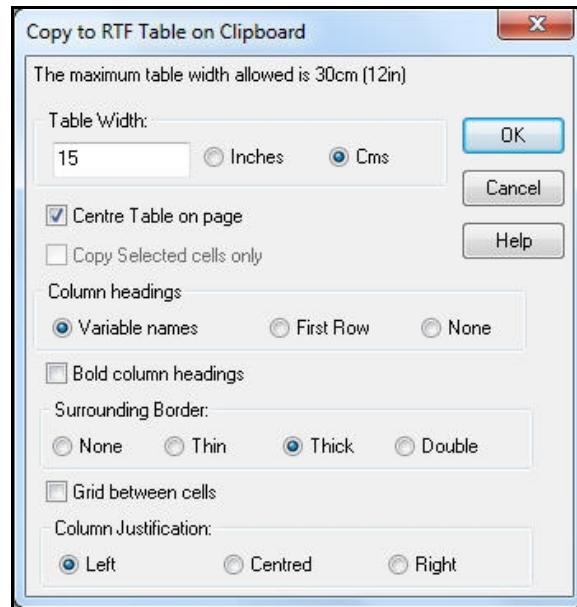 Copy to RTF Table on Clipboard
The maximum table width allowed is 30cm (12in)
Table Width:
15 Inches Cms
OK
Cancel
Help
Centre Table on page
Copy Selected cells only
Column headings
Variable names First Row None
Bold column headings
Surrounding Border:
None Thin Thick Double
Grid between cells
Column Justification:
Left Centred Right